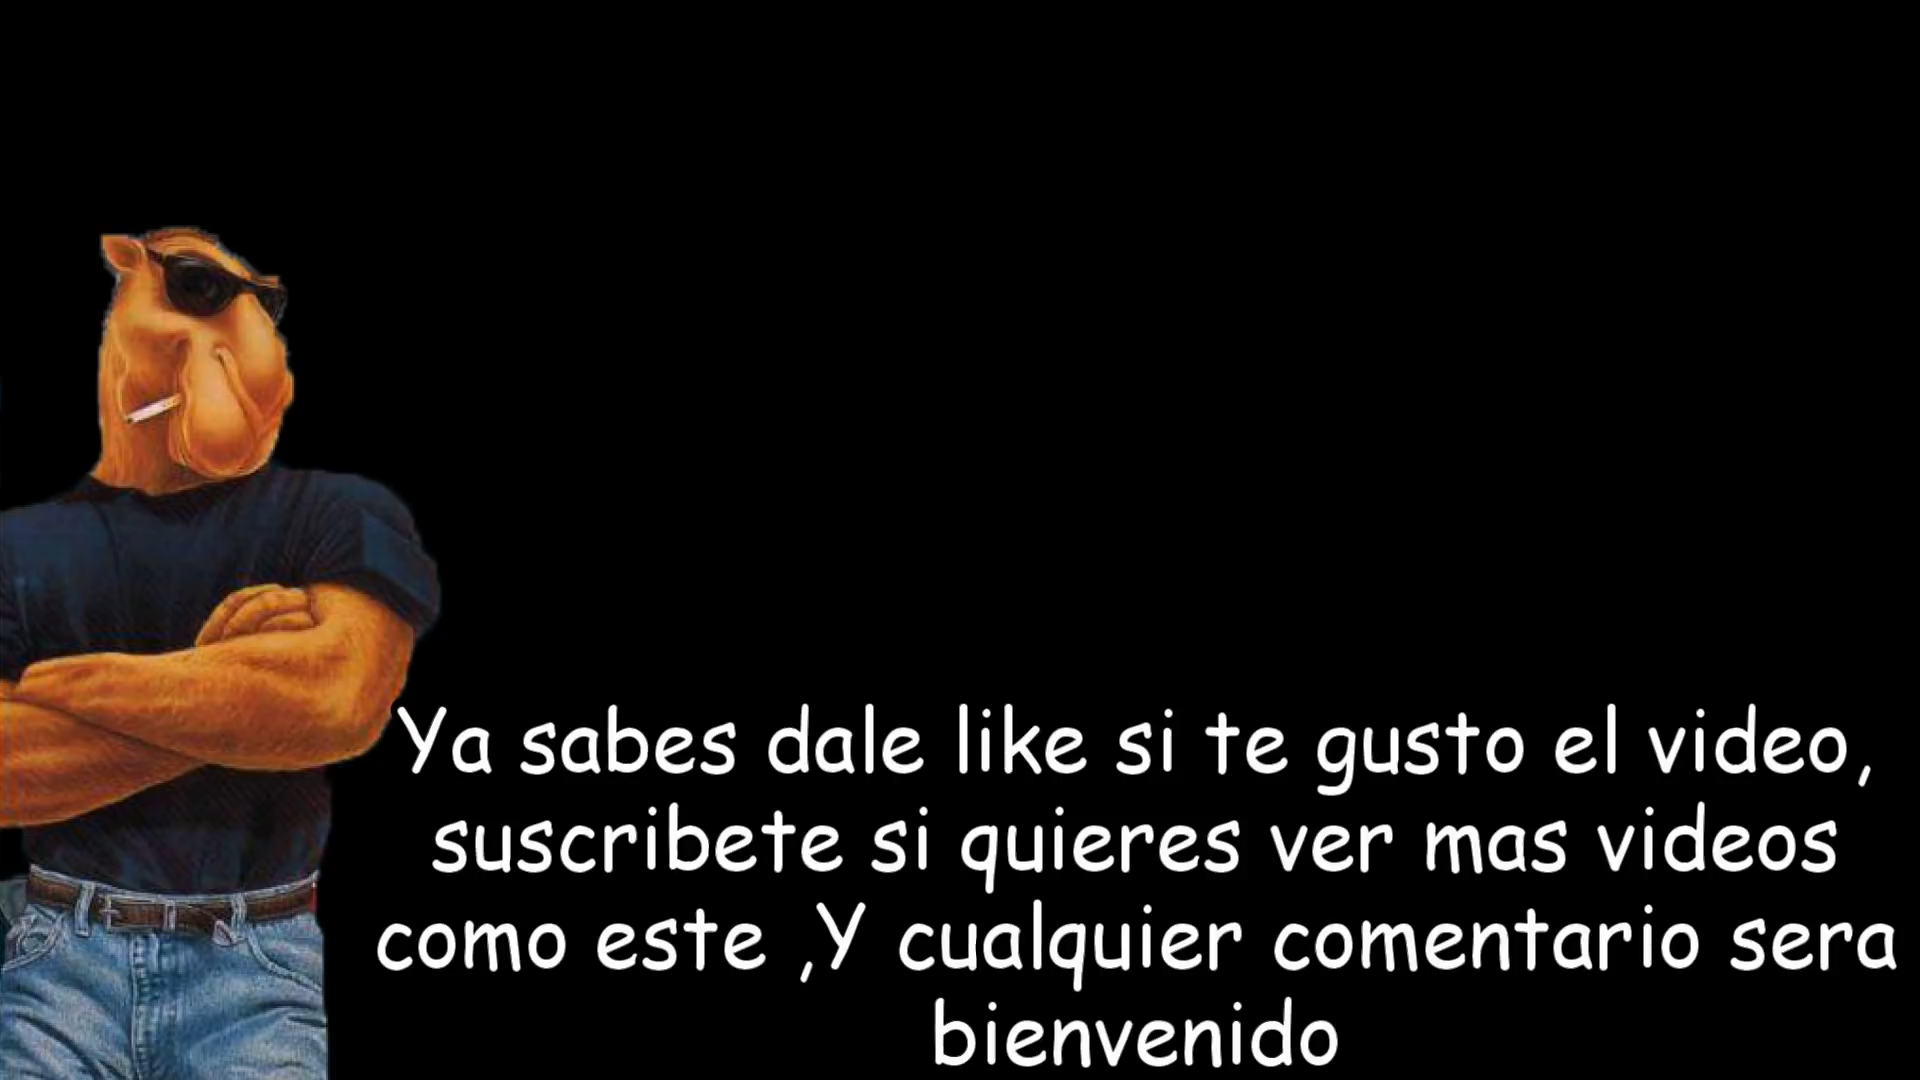 Ya sabes dale like si te gusto el video,
suscribete si quieres ver mas videos
como este ,Y cualquier comentario sera
bienvenido